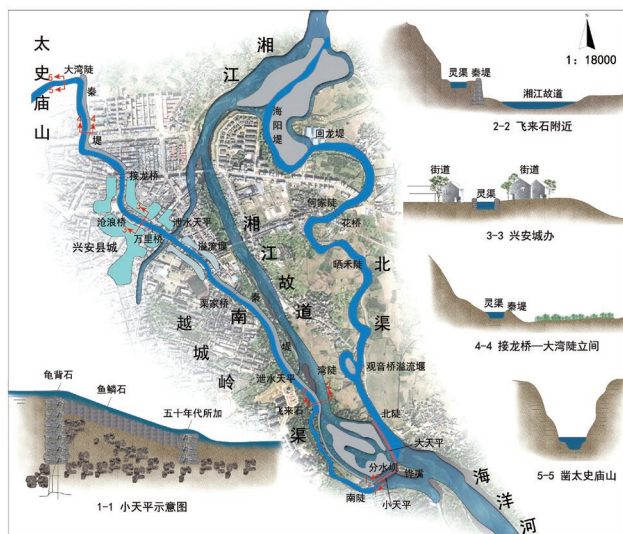 太史庙山
大湾陡
秦
堤
湘江
海阳堤
回龙堤
何家陡
花桥
晒禾陡
北渠
接龙桥
沧浪桥
万里桥
兴安县城
泄水天平
溢流堰
湘江故道
粟家桥
秦
堤
越城岭
南渠
泄水天平
飞来石
湾陡
观音桥溢流堰
北陡
大天平
分水坝
铧嘴
小天平
南陡
海洋河
1：18000
灵渠
秦堤
湘江故道
2-2 飞来石附近
街道
街道
灵渠
3-3 兴安城办
灵渠
秦堤
4-4 接龙桥—大湾陡立间
5-5 凿太史庙山
龟背石
鱼鳞石
五十年代所加
1-1 小天平示意图